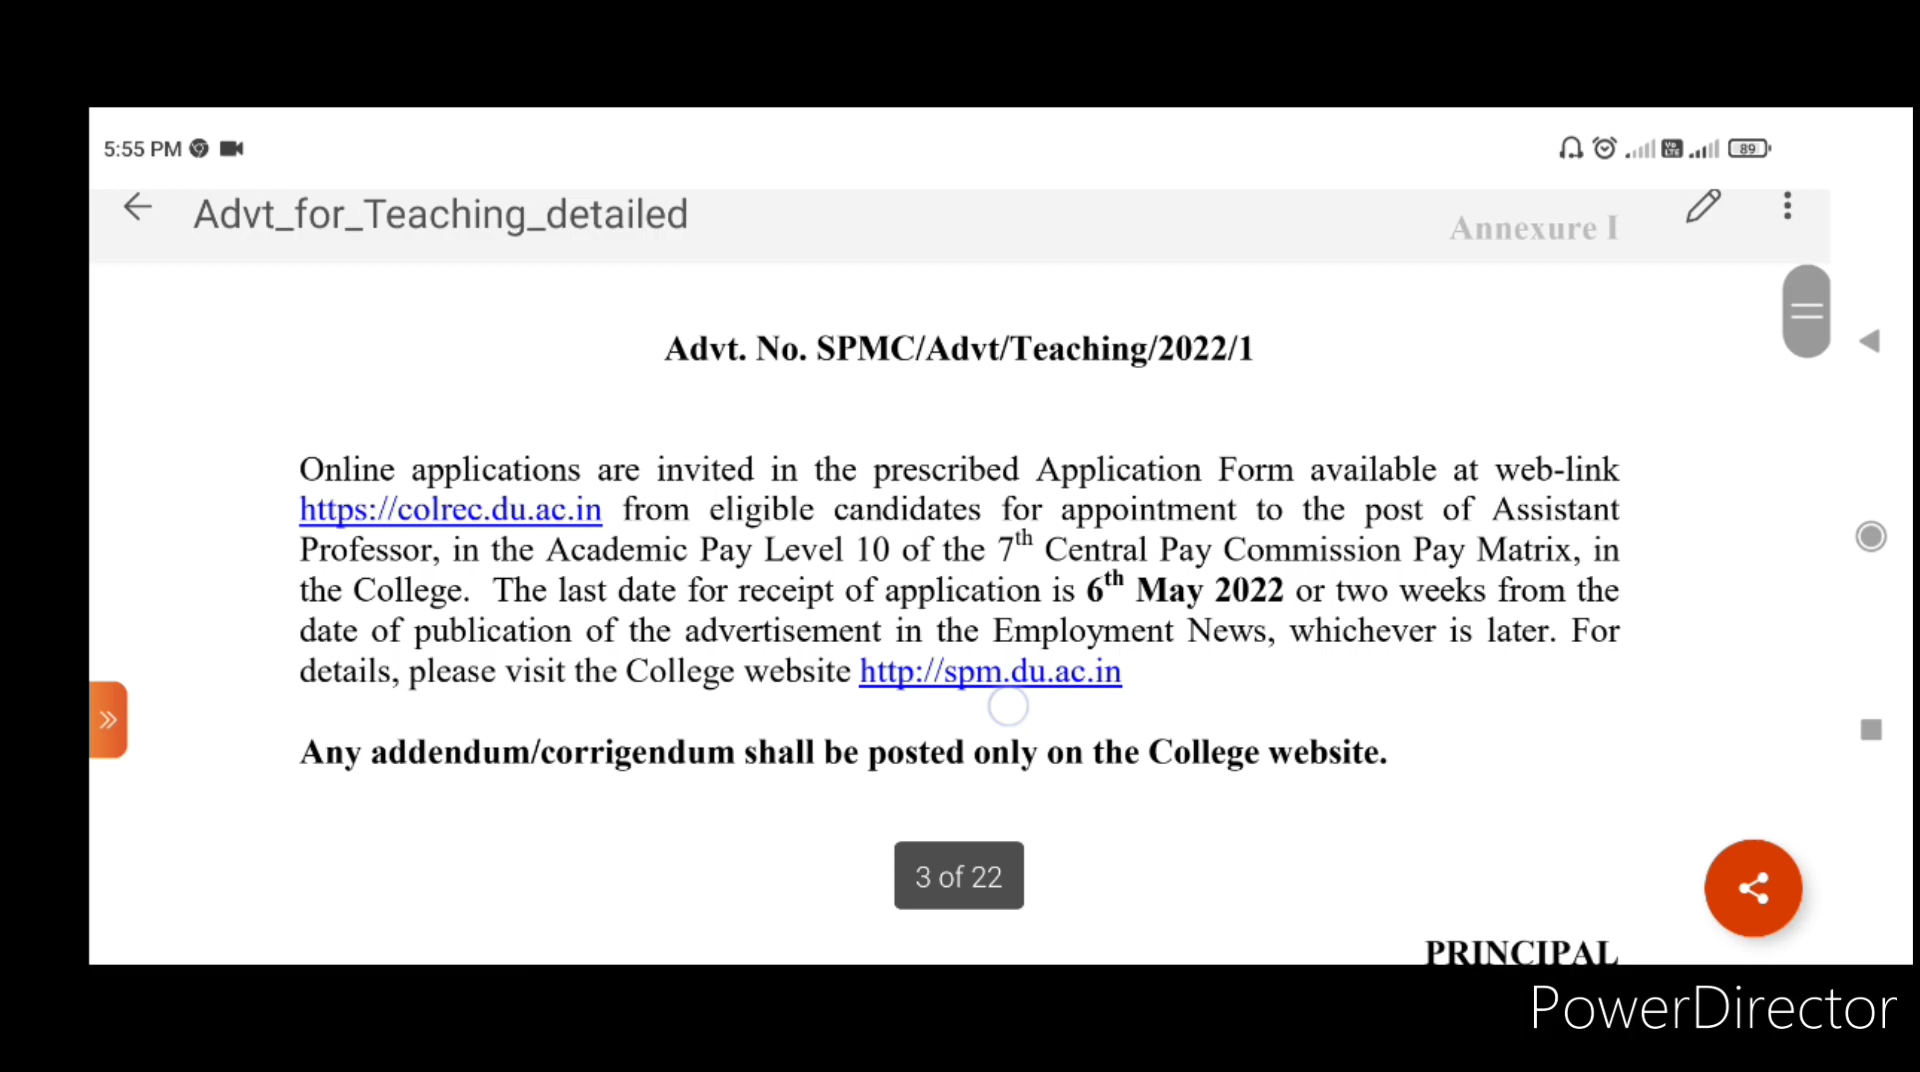 5:55 PM
89
Advt_for_Teaching_detailed
Annexure I
Advt. No. SPMC/Advt/Teaching/2022/1
Online applications are invited in the prescribed Application Form available at web-link
https://colrec.du.ac.in from eligible candidates for appointment to the post of Assistant
Professor, in the Academic Pay Level 10 of the 7th Central Pay Commission Pay Matrix, in
the College. The last date for receipt of application is 6th May 2022 or two weeks from the
date of publication of the advertisement in the Employment News, whichever is later. For
details, please visit the College website http://spm.du.ac.in
Any addendum/corrigendum shall be posted only on the College website.
3 of 22
PRINCIPAL
PowerDirector